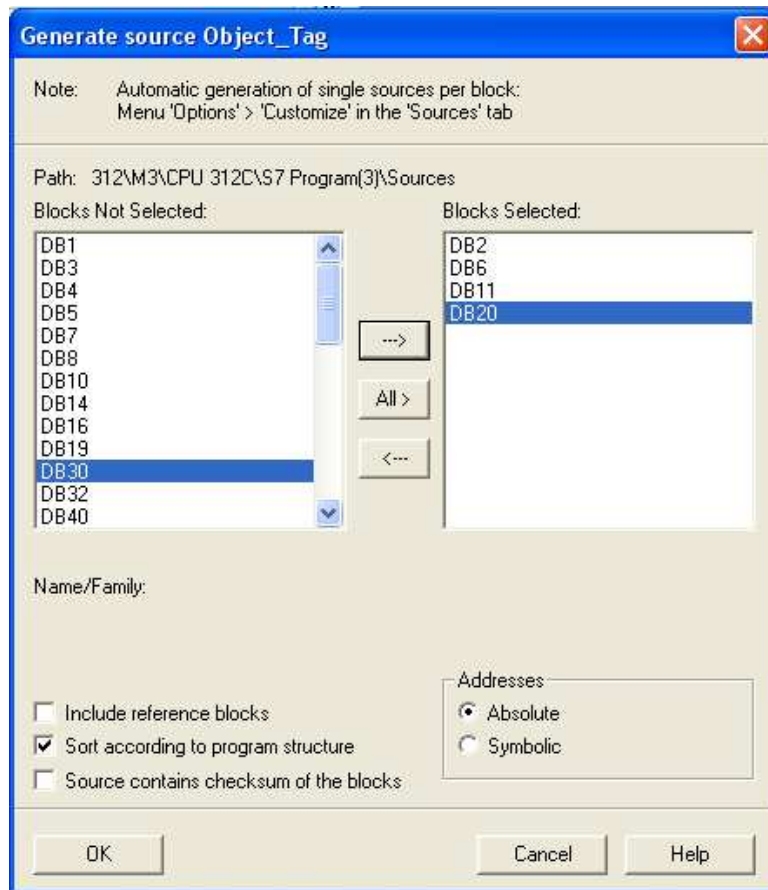 Generate source Object_Tag
Note: Automatic generation of single sources per block:
Menu 'Options' > 'Customize' in the 'Sources' tab
Path: 312\M3\CPU 312C\S7 Program(3)\Sources
Blocks Not Selected:
DB1
DB3
DB4
DB5
DB7
DB8
DB10
DB14
DB16
DB19
DB30
DB32
DB40
--->
All >
<---
Blocks Selected:
DB2
DB6
DB11
DB20
Name/Family:
Include reference blocks
Sort according to program structure
Source contains checksum of the blocks
Addresses
Absolute
Symbolic
OK
Cancel
Help